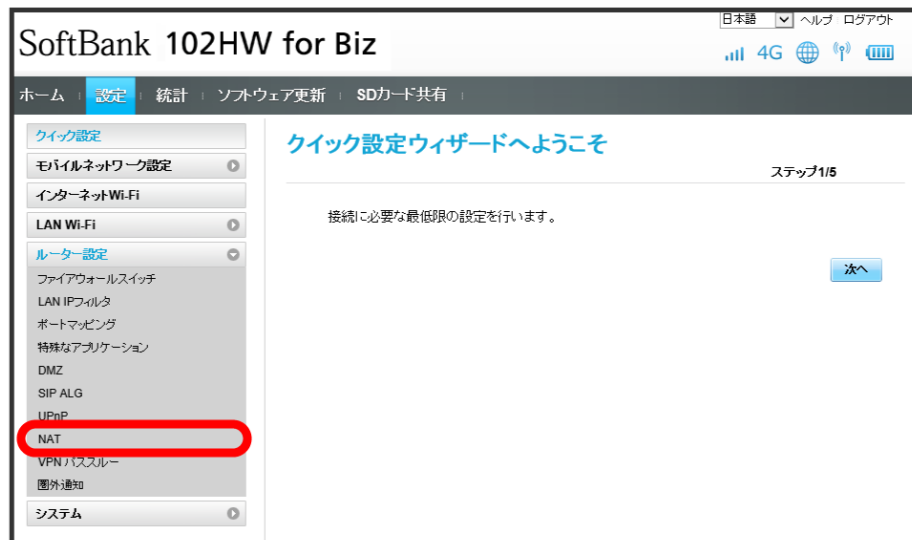 日本語 ヘルプ ログアウト
SoftBank 102HW for Biz
4G
ホーム 設定 統計 ソフトウェア更新 SDカード共有
クイック設定
モバイルネットワーク設定
インターネットWi-Fi
LAN Wi-Fi
ルーター設定
ファイアウォールスイッチ
LAN IPフィルタ
ポートマッピング
特殊なアプリケーション
DMZ
SIP ALG
UPnP
NAT
VPN パススルー
圏外通知
システム
クイック設定ウィザードへようこそ
ステップ1/5
接続に必要な最低限の設定を行います。
次へ